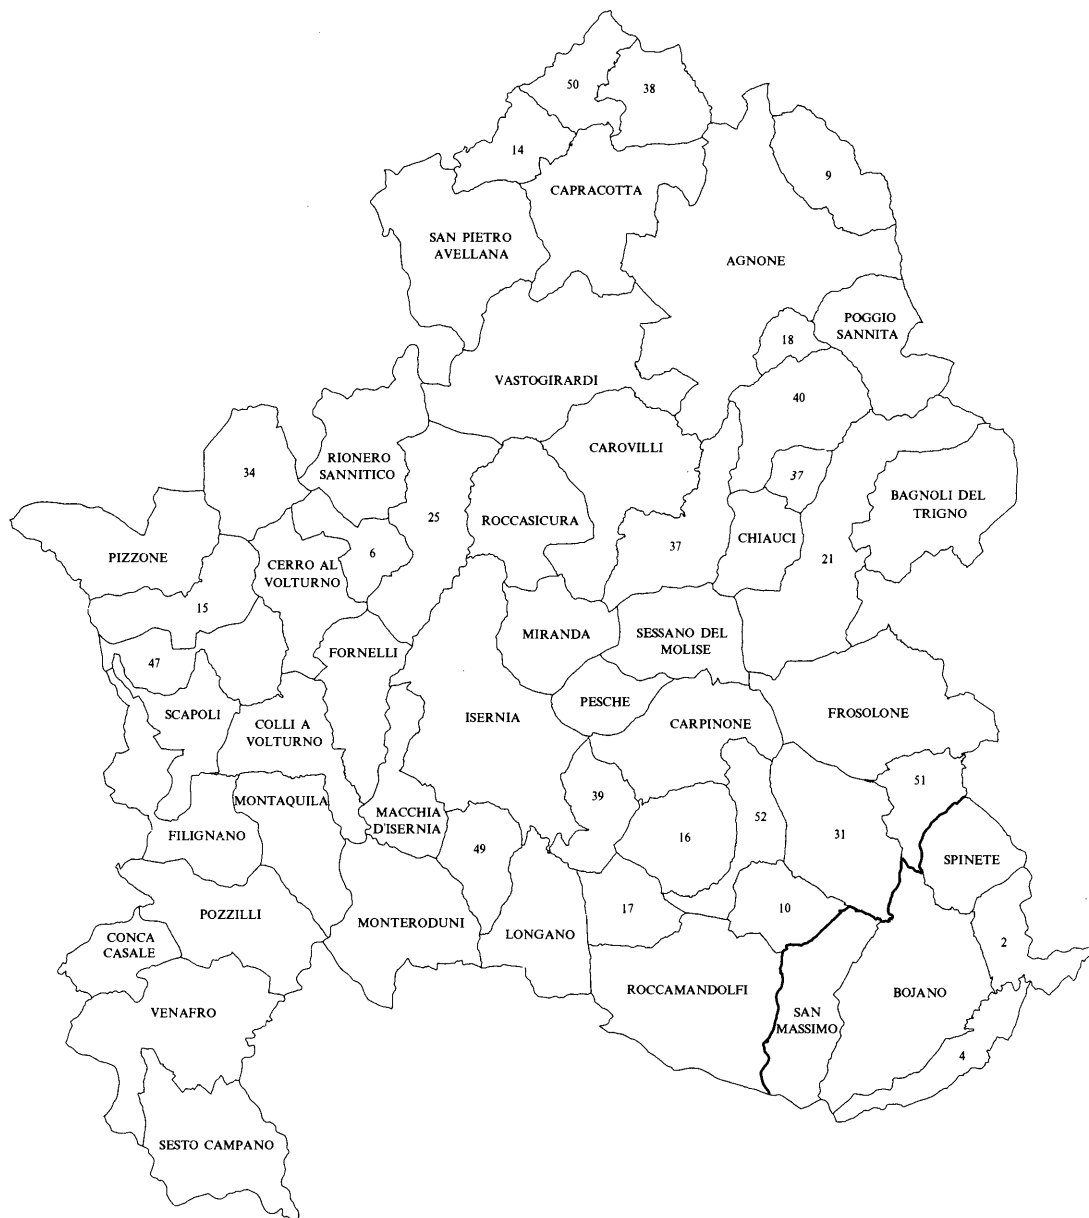 50
38
14
9
CAPRACOTTA
SAN PIETRO
AVELLANA
AGNONE
POGGIO
SANNITA
18
VASTOGIRARDI
40
CAROVILLI
RIONERO
SANNITICO
34
37
BAGNOLI DEL
TRIGNO
25
ROCCASICURA
CHIAUCI
37
6
PIZZONE
CERRO AL
VOLTURNO
21
15
MIRANDA
SESSANO DEL
MOLISE
FORNELLI
47
PESCHE
SCAPOLI
COLLI A
VOLTURNO
ISERNIA
CARPINONE
FROSOLONE
51
39
MONTAQUILA
MACCHIA
D'ISERNIA
52
FILIGNANO
16
31
49
SPINETE
POZZILLI
17
10
MONTERODUNI
LONGANO
CONCA
CASALE
2
ROCCAMANDOLFI
BOJANO
VENAFRO
SAN
MASSIMO
4
SESTO CAMPANO